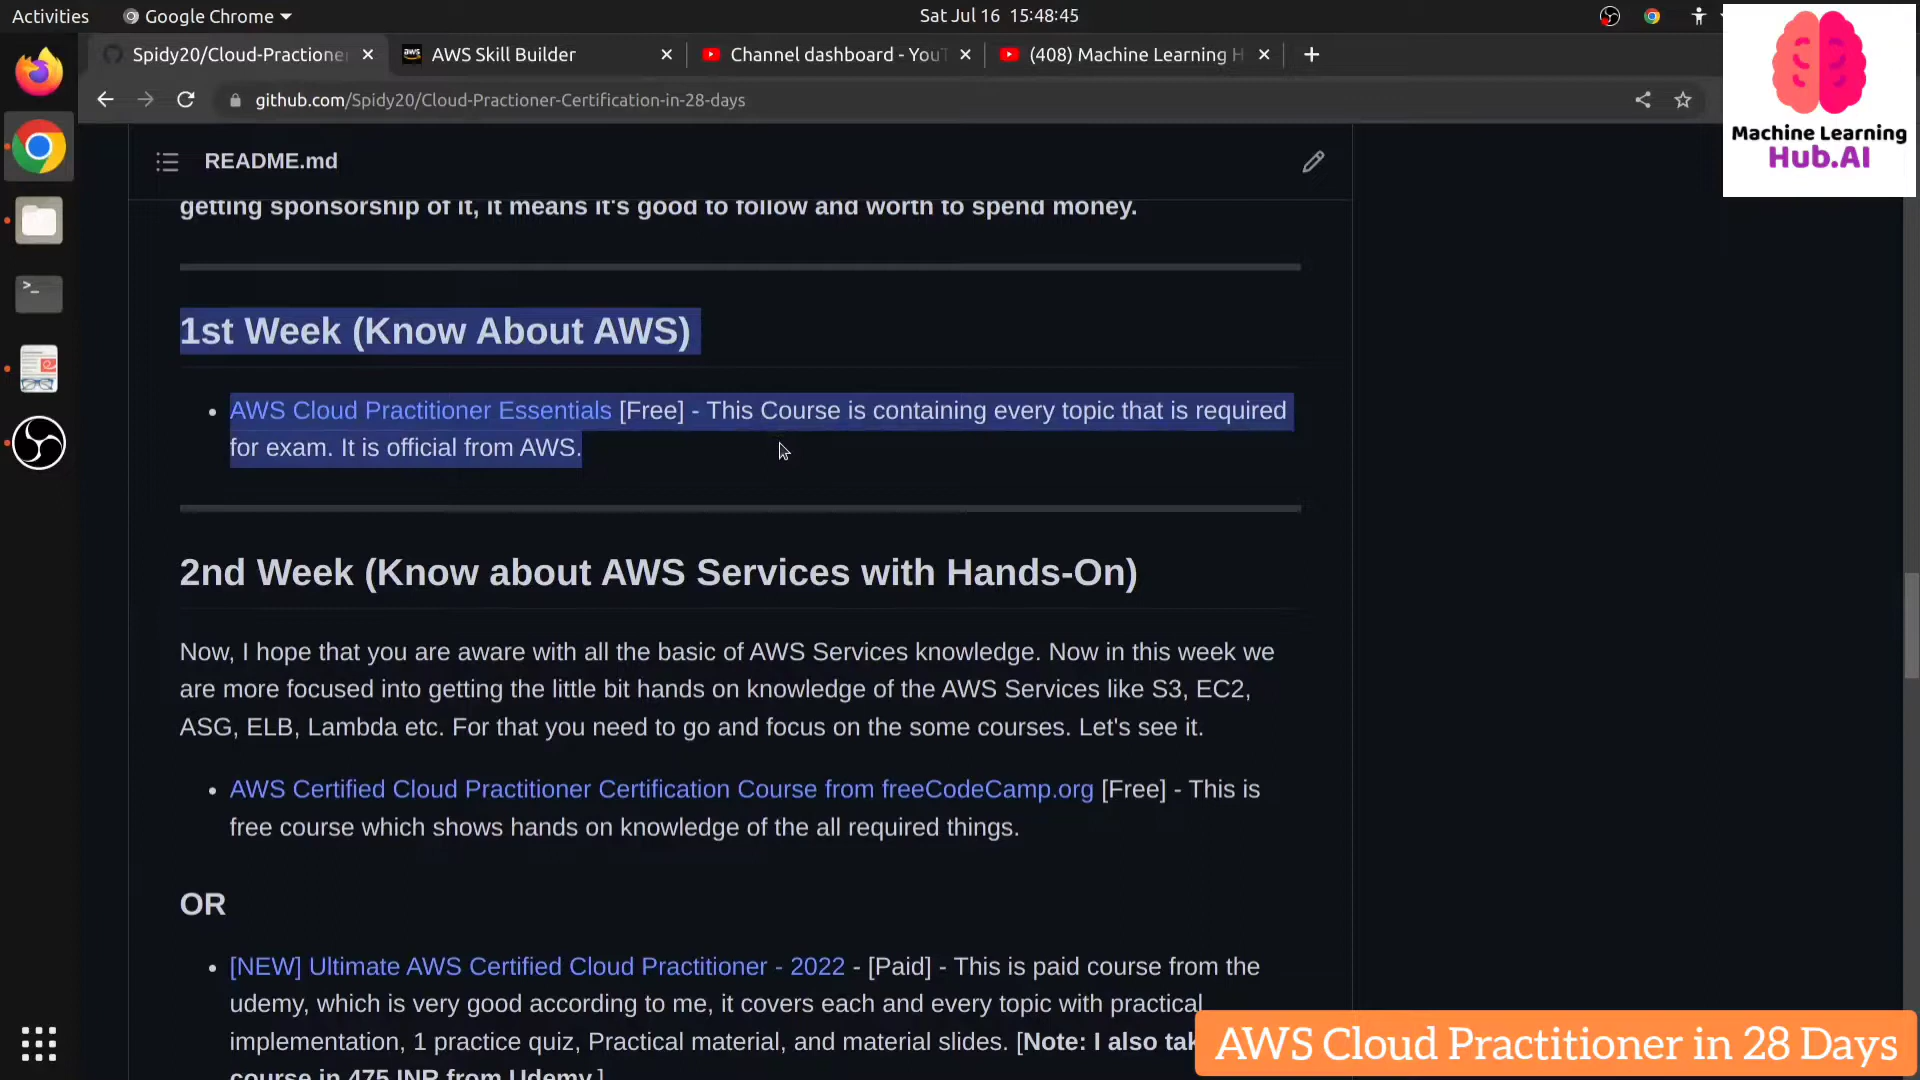 Activities
Google Chrome
Sat Jul 16 15:48:45
Spidy20/Cloud-Practione
AWS Skill Builder
Channel dashboard - YouT
(408) Machine Learning H
github.com/Spidy20/Cloud-Practioner-Certification-in-28-days
Machine Learning
Hub.AI
README.md
getting sponsorship of it, it means it's good to follow and worth to spend money.
1st Week (Know About AWS)
AWS Cloud Practitioner Essentials [Free] - This Course is containing every topic that is required
for exam. It is official from AWS.
2nd Week (Know about AWS Services with Hands-On)
Now, I hope that you are aware with all the basic of AWS Services knowledge. Now in this week we
are more focused into getting the little bit hands on knowledge of the AWS Services like S3, EC2,
ASG, ELB, Lambda etc. For that you need to go and focus on the some courses. Let's see it.
AWS Certified Cloud Practitioner Certification Course from freeCodeCamp.org [Free] - This is
free course which shows hands on knowledge of the all required things.
OR
[NEW] Ultimate AWS Certified Cloud Practitioner - 2022 - [Paid] - This is paid course from the
udemy, which is very good according to me, it covers each and every topic with practical
implementation, 1 practice quiz, Practical material, and material slides. [Note: I also tak
course in 475 INR from Udemy.]
AWS Cloud Practitioner in 28 Days